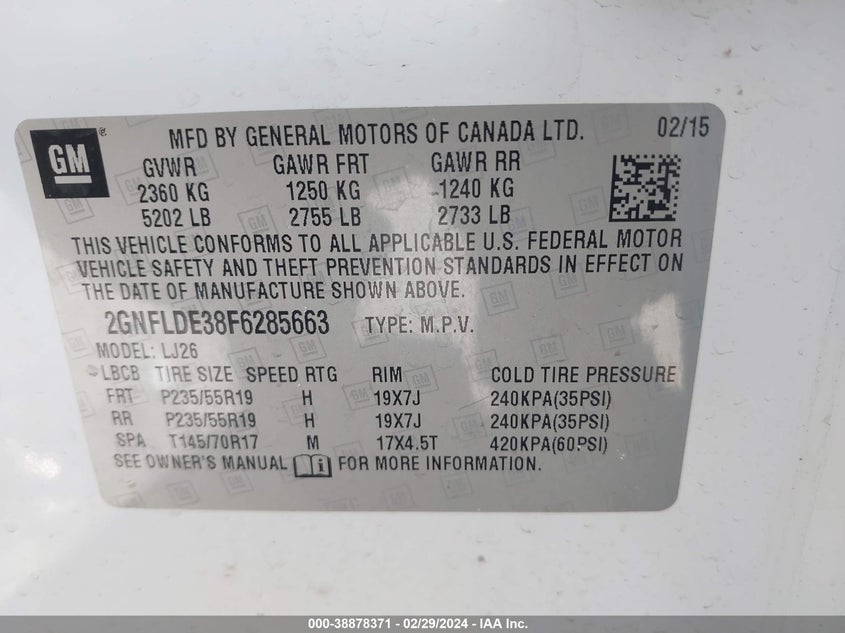 GM
MFD BY GENERAL MOTORS OF CANADA LTD. 02/15
GVWR GAWR FRT GAWR RR
2360 KG 1250 KG 1240 KG
5202 LB 2755 LB 2733 LB
THIS VEHICLE CONFORMS TO ALL APPLICABLE U.S. FEDERAL MOTOR
VEHICLE SAFETY AND THEFT PREVENTION STANDARDS IN EFFECT ON
THE DATE OF MANUFACTURE SHOWN ABOVE.
2GNFLDE38F6285663 TYPE: M.P.V.
MODEL: LJ26
LBCB TIRE SIZE SPEED RTG RIM COLD TIRE PRESSURE
FRT P235/55R19 H 19X7J 240KPA(35PSI)
RR P235/55R19 H 19X7J 240KPA(35PSI)
SPA T145/70R17 M 17X4.5T 420KPA(60PSI)
SEE OWNER'S MANUAL i FOR MORE INFORMATION.
000-38878371 - 02/29/2024 - IAA Inc.